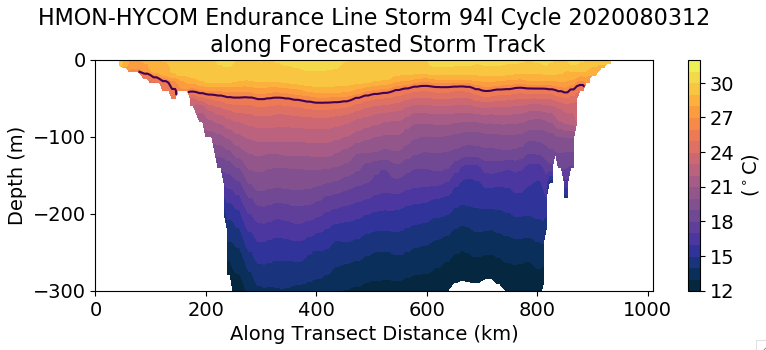 HMON-HYCOM Endurance Line Storm 94l Cycle 2020080312
along Forecasted Storm Track
0
−100
−200
−300
Depth (m)
0 200 400 600 800 1000
Along Transect Distance (km)
30
27
24
21
18
15
12
(°C)